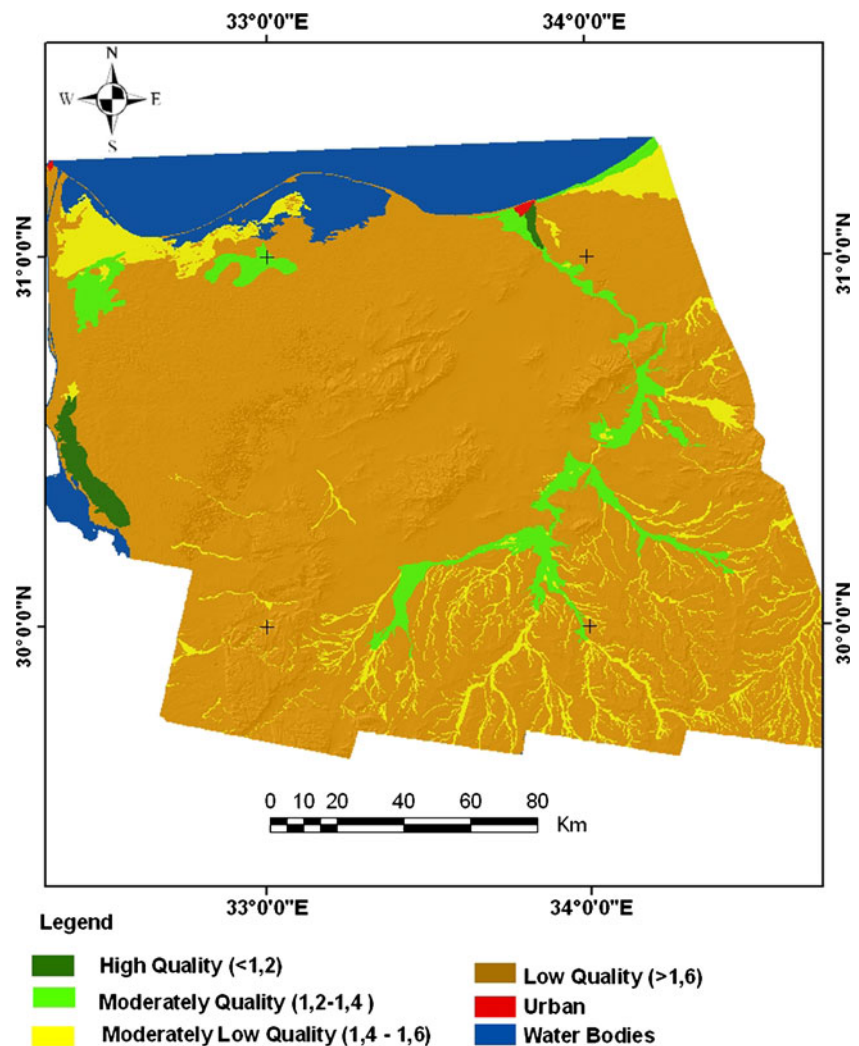 33°0'0"E 34°0'0"E
N
W E
S
31°0'0"N 31°0'0"N
30°0'0"N 30°0'0"N
0 10 20 40 60 80
Km
33°0'0"E 34°0'0"E
Legend
High Quality (<1,2)
Moderately Quality (1,2-1,4 )
Moderately Low Quality (1,4 - 1,6)
Low Quality (>1,6)
Urban
Water Bodies